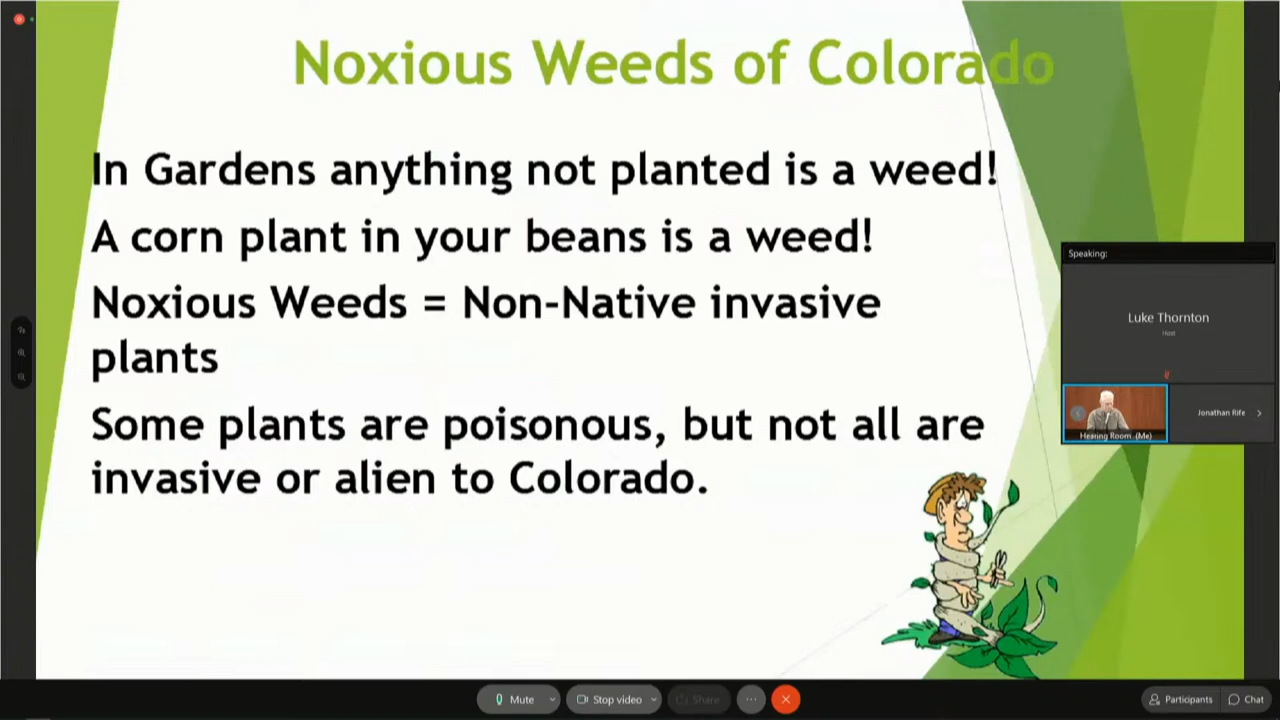 Noxious Weeds of Colorado
In Gardens anything not planted is a weed!
A corn plant in your beans is a weed!
Noxious Weeds = Non-Native invasive
plants
Some plants are poisonous, but not all are
invasive or alien to Colorado.
Speaking:
Luke Thornton
Host
Hearing Room (Me)
Jonathan Rife
Mute
Stop video
Share
Participants
Chat